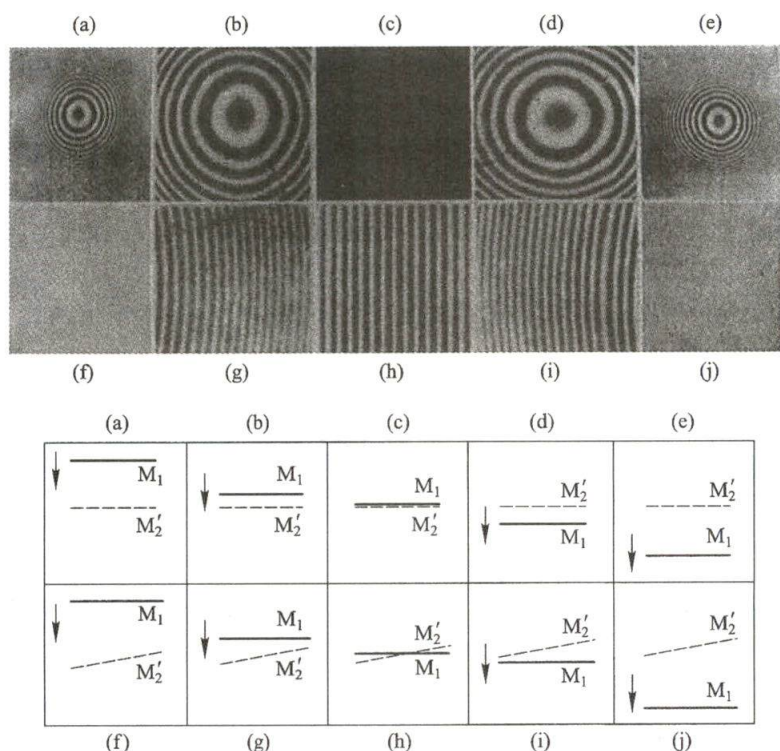 (a) (b) (c) (d) (e)
(f) (g) (h) (i) (j)
(a) (b) (c) (d) (e)
M₁ M₁ M₁ M₂′ M₂′
M₂′ M₂′ M₂′ M₁ M₁
M₁ M₁ M₂′ M₂′ M₂′
M₂′ M₂′ M₁ M₁ M₁
(f) (g) (h) (i) (j)